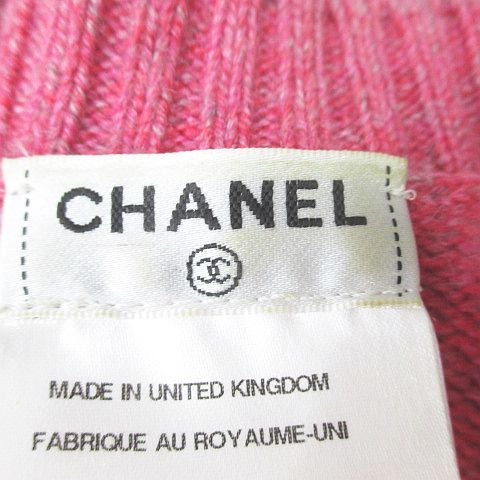 CHANEL
MADE IN UNITED KINGDOM
FABRIQUE AU ROYAUME-UNI